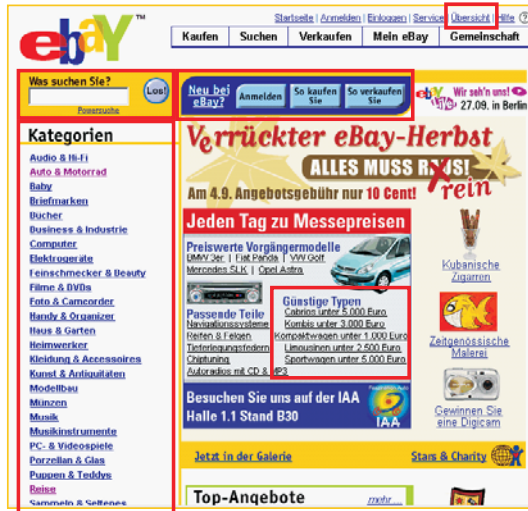 ebaY™
Startseite | Anmelden | Einloggen | Service | Übersicht | Hilfe
Kaufen Suchen Verkaufen Mein eBay Gemeinschaft
Was suchen Sie?
Los!
Powersuche
Neu bei eBay?
Anmelden
So kaufen Sie
So verkaufen Sie
Wir seh'n uns!
27.09. in Berlin
Kategorien
Audio & Hi-Fi
Auto & Motorrad
Baby
Briefmarken
Bücher
Business & Industrie
Computer
Elektrogeräte
Feinschmecker & Beauty
Filme & DVDs
Foto & Camcorder
Handy & Organizer
Haus & Garten
Heimwerker
Kleidung & Accessoires
Kunst & Antiquitäten
Modellbau
Münzen
Musik
Musikinstrumente
PC- & Videospiele
Porzellan & Glas
Puppen & Teddys
Reise
Sammeln & Seltenes
Verrückter eBay-Herbst
ALLES MUSS RAUS!
rein
Am 4.9. Angebotsgebühr nur 10 Cent!
Jeden Tag zu Messepreisen
Preiswerte Vorgängermodelle
BMW 3er | Fiat Panda | VW Golf
Mercedes SLK | Opel Astra
Passende Teile
Navigationssysteme
Reifen & Felgen
Tieferlegungsfedern
Chiptuning
Autoradios mit CD & MP3
Günstige Typen
Cabrios unter 5.000 Euro
Kombis unter 3.000 Euro
Kompaktwagen unter 1.000 Euro
Limousinen unter 2.500 Euro
Sportwagen unter 5.000 Euro
Besuchen Sie uns auf der IAA
Halle 1.1 Stand B30
IAA
Kubanische
Zigarren
Zeitgenössische
Malerei
Gewinnen Sie
eine Digicam
Jetzt in der Galerie
Stars & Charity
Top-Angebote
mehr ...